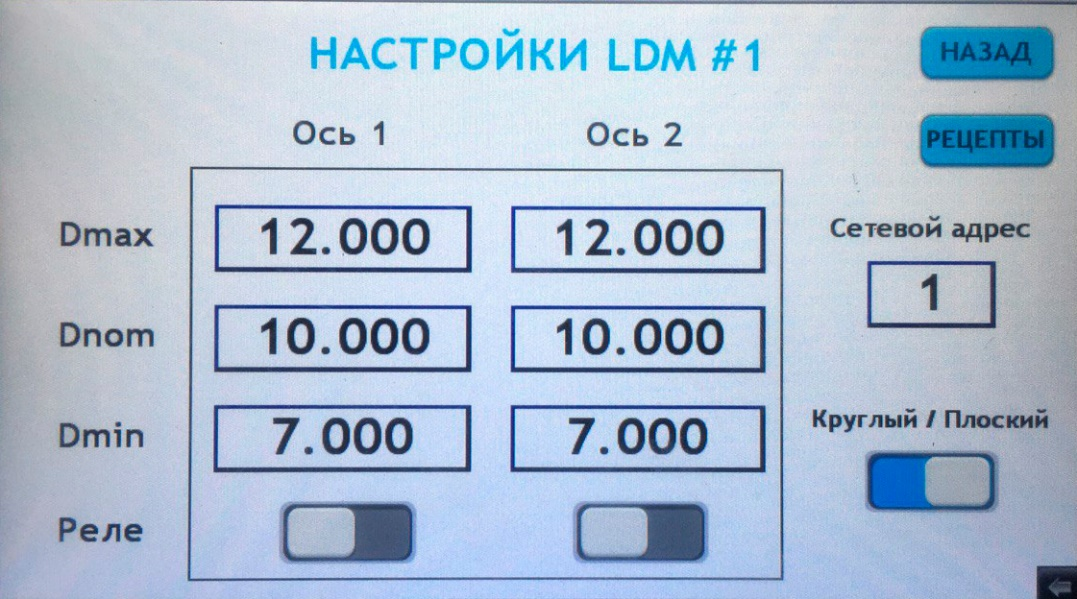 НАСТРОЙКИ LDM #1
НАЗАД
РЕЦЕПТЫ
Ось 1 Ось 2
Dmax 12.000 12.000
Сетевой адрес
1
Dnom 10.000 10.000
Dmin 7.000 7.000
Круглый / Плоский
Реле